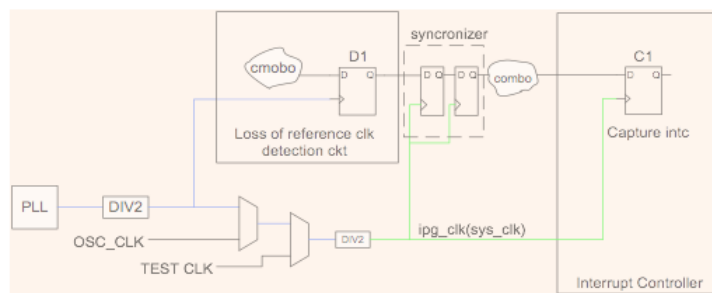 syncronizer
cmobo
D1
D Q
D Q
D Q
combo
C1
D Q
Loss of reference clk
detection ckt
Capture intc
PLL
DIV2
OSC_CLK
TEST CLK
DIV2
ipg_clk(sys_clk)
Interrupt Controller